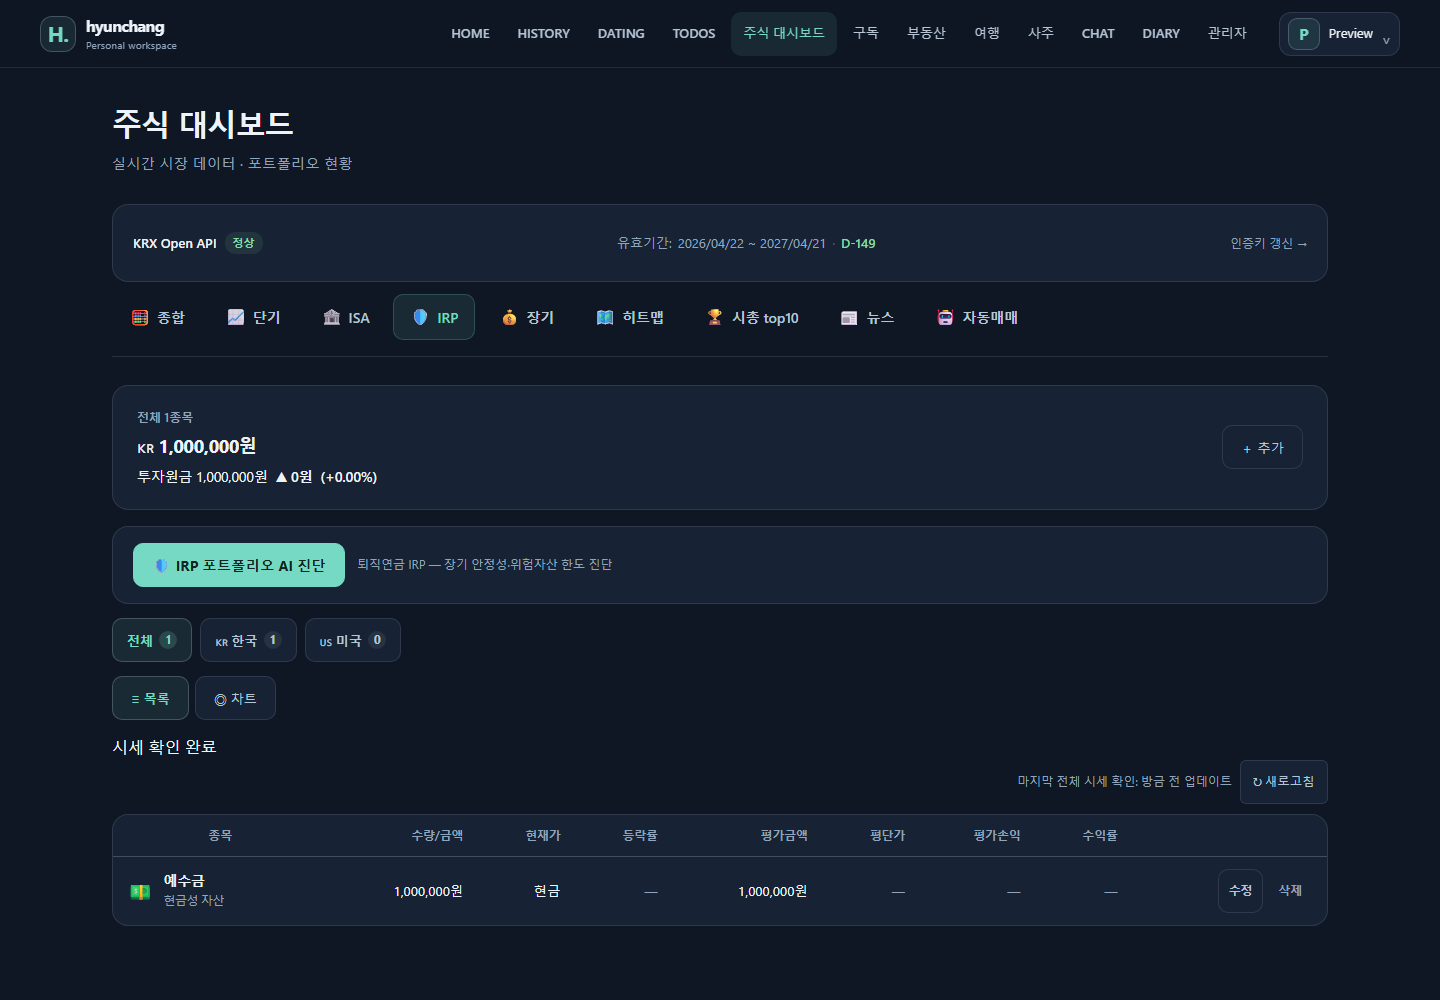 H. hyunchang
Personal workspace
HOME HISTORY DATING TODOS 주식 대시보드 구독 부동산 여행 사주 CHAT DIARY 관리자 P Preview v
주식 대시보드
실시간 시장 데이터 · 포트폴리오 현황
KRX Open API 정상 유효기간: 2026/04/22 ~ 2027/04/21 · D-149 인증키 갱신 →
종합 단기 ISA IRP 장기 히트맵 시총 top10 뉴스 자동매매
전체 1종목
KR 1,000,000원
투자원금 1,000,000원 ▲ 0원 (+0.00%)
+ 추가
IRP 포트폴리오 AI 진단 퇴직연금 IRP — 장기 안정성·위험자산 한도 진단
전체 1 KR 한국 1 US 미국 0
≡ 목록 ◎ 차트
시세 확인 완료
마지막 전체 시세 확인: 방금 전 업데이트 ↻ 새로고침
종목 수량/금액 현재가 등락률 평가금액 평단가 평가손익 수익률
예수금
현금성 자산
1,000,000원 현금 — 1,000,000원 — — — 수정 삭제